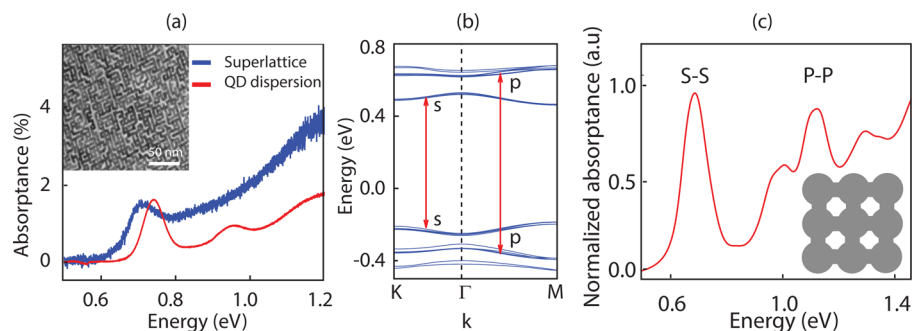 (a)
(b)
(c)
Superlattice
QD dispersion
50 nm
Absorptance (%)
4
2
0
0.6
0.8
1.0
1.2
Energy (eV)
Energy (eV)
0.8
0.4
0.0
-0.4
s
p
s
p
K
Γ
M
k
Normalized absorptance (a.u)
1.0
0.5
0.0
S-S
P-P
0.6
1.0
1.4
Energy (eV)